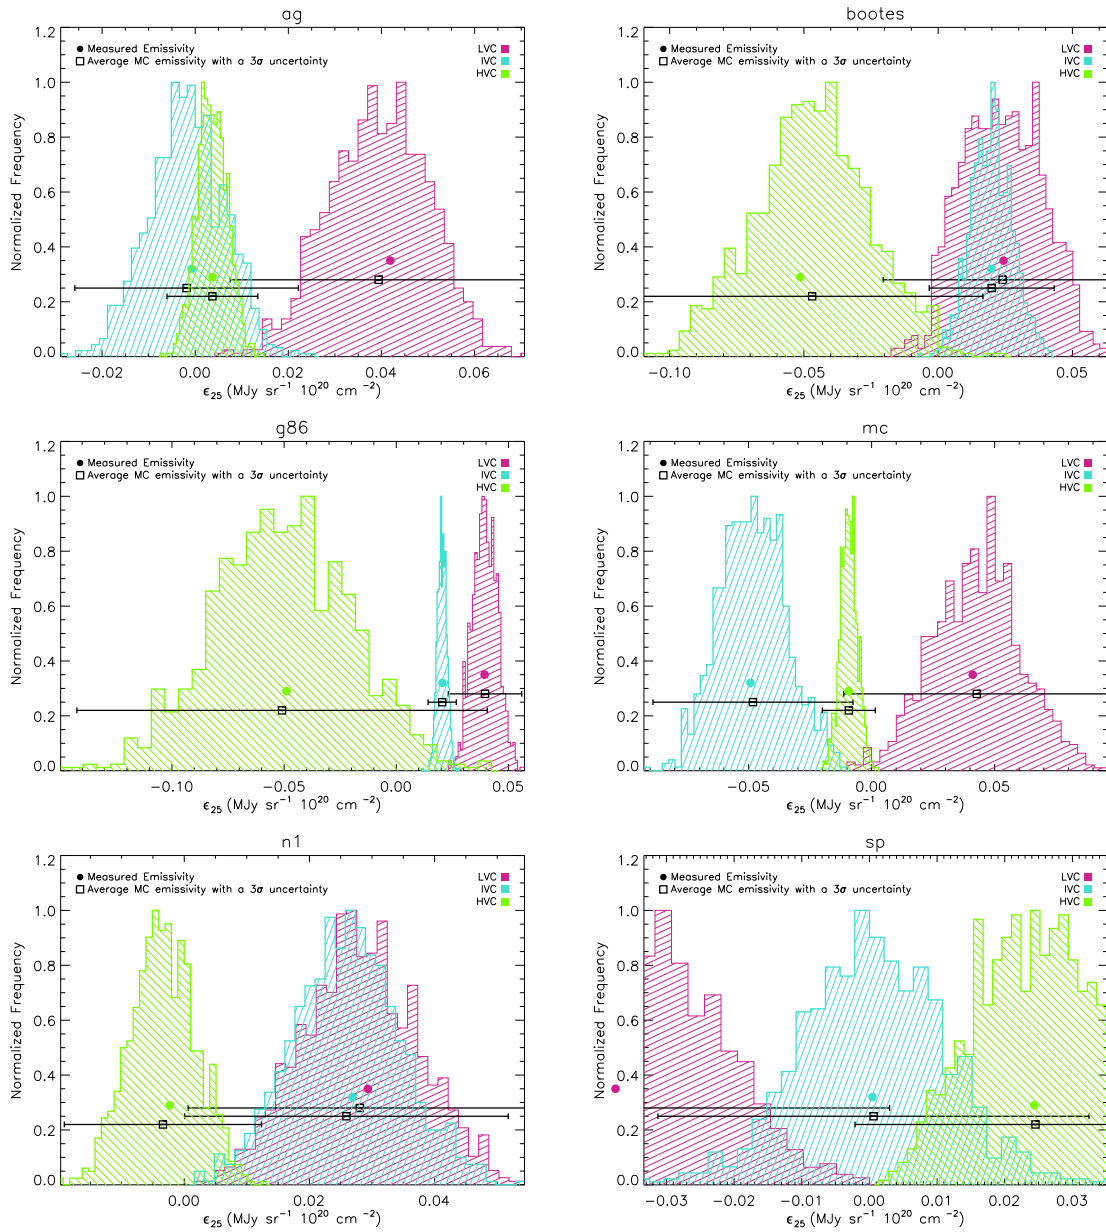 ag
1.2
1.0
0.8
0.6
0.4
0.2
0.0
Normalized Frequency
Measured Emissivity
Average MC emissivity with a 3σ uncertainty
LVC
IVC
HVC
−0.02 0.00 0.02 0.04 0.06
ϵ25 (MJy sr−1 10^20 cm−2)
bootes
1.2
1.0
0.8
0.6
0.4
0.2
0.0
Normalized Frequency
Measured Emissivity
Average MC emissivity with a 3σ uncertainty
LVC
IVC
HVC
−0.10 −0.05 0.00 0.05
ϵ25 (MJy sr−1 10^20 cm−2)
g86
1.2
1.0
0.8
0.6
0.4
0.2
0.0
Normalized Frequency
Measured Emissivity
Average MC emissivity with a 3σ uncertainty
LVC
IVC
HVC
−0.10 −0.05 0.00 0.05
ϵ25 (MJy sr−1 10^20 cm−2)
mc
1.2
1.0
0.8
0.6
0.4
0.2
0.0
Normalized Frequency
Measured Emissivity
Average MC emissivity with a 3σ uncertainty
LVC
IVC
HVC
−0.05 0.00 0.05
ϵ25 (MJy sr−1 10^20 cm−2)
n1
1.2
1.0
0.8
0.6
0.4
0.2
0.0
Normalized Frequency
Measured Emissivity
Average MC emissivity with a 3σ uncertainty
LVC
IVC
HVC
0.00 0.02 0.04
ϵ25 (MJy sr−1 10^20 cm−2)
sp
1.2
1.0
0.8
0.6
0.4
0.2
0.0
Normalized Frequency
Measured Emissivity
Average MC emissivity with a 3σ uncertainty
LVC
IVC
HVC
−0.03 −0.02 −0.01 0.00 0.01 0.02 0.03
ϵ25 (MJy sr−1 10^20 cm−2)